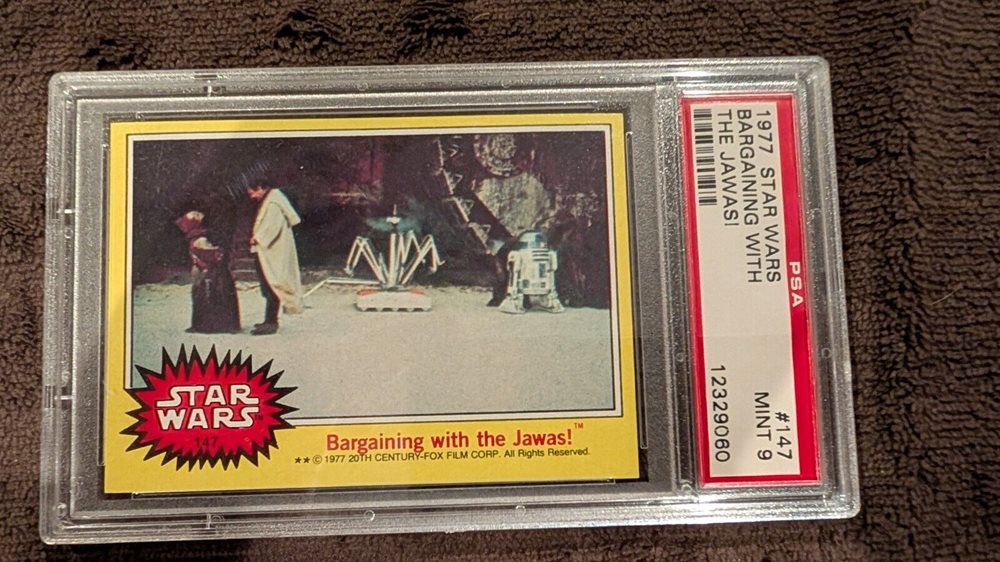 STAR
WARS™
147
Bargaining with the Jawas!™
★★ © 1977 20TH CENTURY-FOX FILM CORP. All Rights Reserved.
1977 STAR WARS
BARGAINING WITH
THE JAWAS!
PSA
#147
MINT 9
12329060